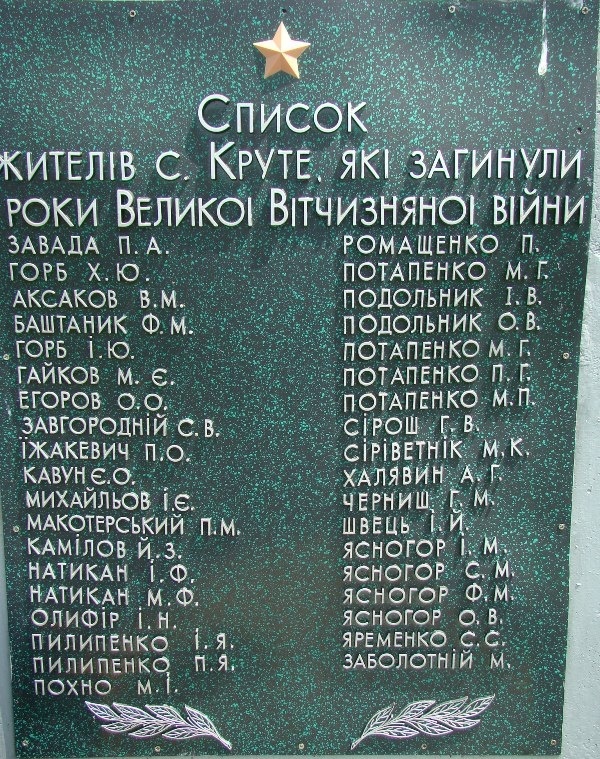 Список
жителів с. Круте, які загинули
роки Великої Вітчизняної війни
ЗАВАДА П. А.
ГОРБ Х. Ю.
АКСАКОВ В. М.
БАШТАНИК Ф. М.
ГОРБ І. Ю.
ГАЙКОВ М. Є.
ЕГОРОВ О. О.
ЗАВГОРОДНІЙ С. В.
ЇЖАКЕВИЧ П. О.
КАВУН Є. О.
МИХАЙЛЬОВ І. Є.
МАКОТЕРСЬКИЙ П. М.
КАМІЛОВ Й. З.
НАТИКАН І. Ф.
НАТИКАН М. Ф.
ОЛИФІР І. Н.
ПИЛИПЕНКО І. Я.
ПИЛИПЕНКО П. Я.
ПОХНО М. І.
РОМАЩЕНКО П.
ПОТАПЕНКО М. Г.
ПОДОЛЬНИК І. В.
ПОДОЛЬНИК О. В.
ПОТАПЕНКО М. Г.
ПОТАПЕНКО П. Г.
ПОТАПЕНКО М. П.
СІРОШ Г. В.
СІРІВЕТНІК М. К.
ХАЛЯВИН А. Г.
ЧЕРНИШ Г. М.
ШВЕЦЬ І. Й.
ЯСНОГОР І. М.
ЯСНОГОР С. М.
ЯСНОГОР Ф. М.
ЯСНОГОР О. В.
ЯРЕМЕНКО С. С.
ЗАБОЛОТНІЙ М.